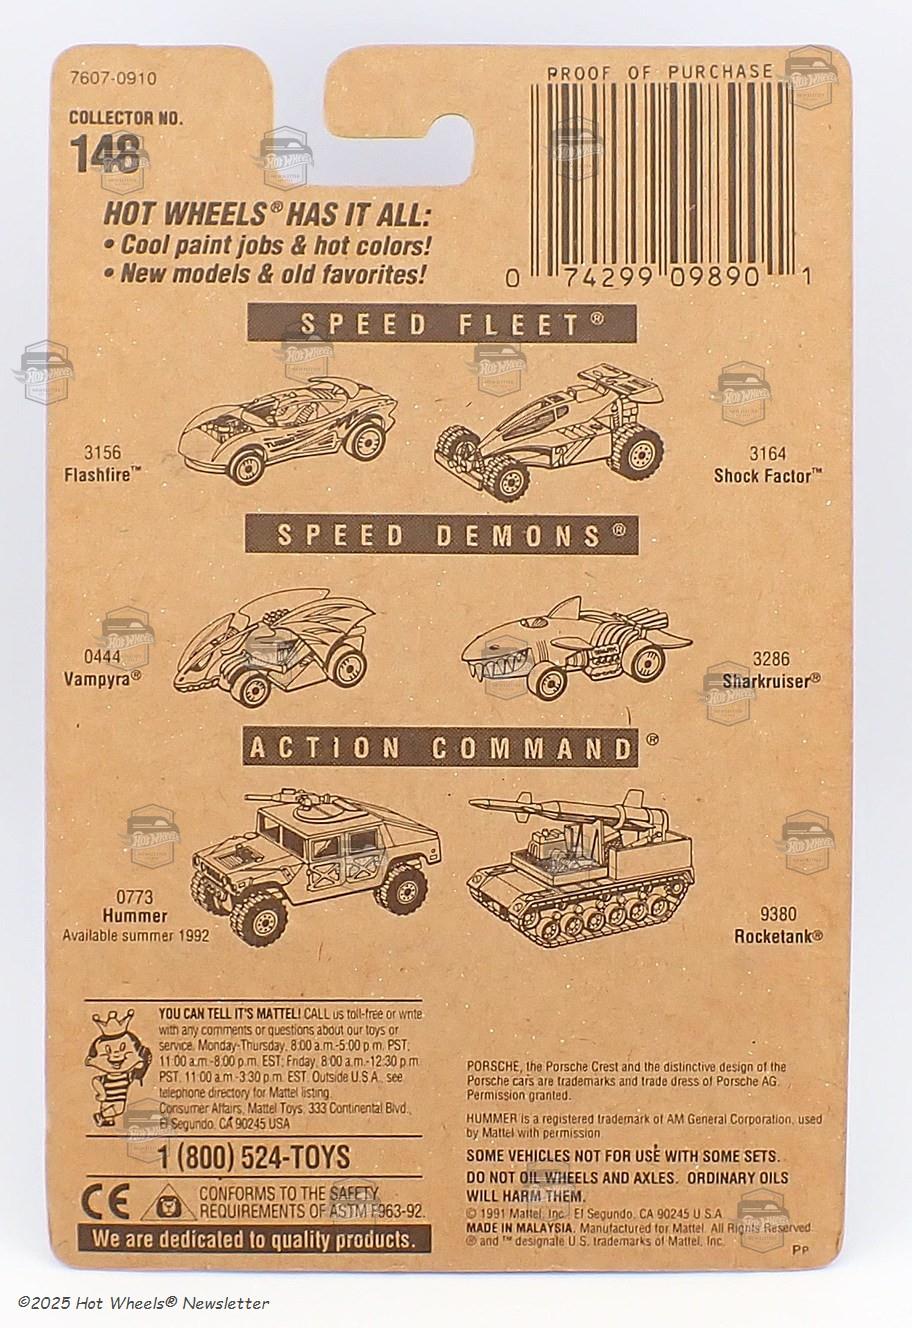 7607-0910
COLLECTOR NO.
148
PROOF OF PURCHASE
0 74299 09890 1
HOT WHEELS® HAS IT ALL:
• Cool paint jobs & hot colors!
• New models & old favorites!
SPEED FLEET®
3156
Flashfire™
3164
Shock Factor™
SPEED DEMONS®
0444
Vampyra®
3286
Sharkruiser®
ACTION COMMAND®
0773
Hummer
Available summer 1992
9380
Rocketank®
YOU CAN TELL IT'S MATTEL! CALL us toll-free or write
with any comments or questions about our toys or
service. Monday-Thursday, 8:00 a.m.-5:00 p.m. PST;
11:00 a.m.-8:00 p.m. EST; Friday, 8:00 a.m.-12:30 p.m.
PST, 11:00 a.m.-3:30 p.m. EST. Outside U.S.A., see
telephone directory for Mattel listing.
Consumer Affairs, Mattel Toys, 333 Continental Blvd.,
El Segundo, CA 90245 USA
1 (800) 524-TOYS
CE CONFORMS TO THE SAFETY
REQUIREMENTS OF ASTM F963-92.
We are dedicated to quality products.
PORSCHE, the Porsche Crest and the distinctive design of the
Porsche cars are trademarks and trade dress of Porsche AG.
Permission granted.
HUMMER is a registered trademark of AM General Corporation, used
by Mattel with permission.
SOME VEHICLES NOT FOR USE WITH SOME SETS.
DO NOT OIL WHEELS AND AXLES. ORDINARY OILS
WILL HARM THEM.
© 1991 Mattel, Inc., El Segundo, CA 90245 U.S.A.
MADE IN MALAYSIA. Manufactured for Mattel. All Rights Reserved.
® and ™ designate U.S. trademarks of Mattel, Inc.
PP
©2025 Hot Wheels® Newsletter